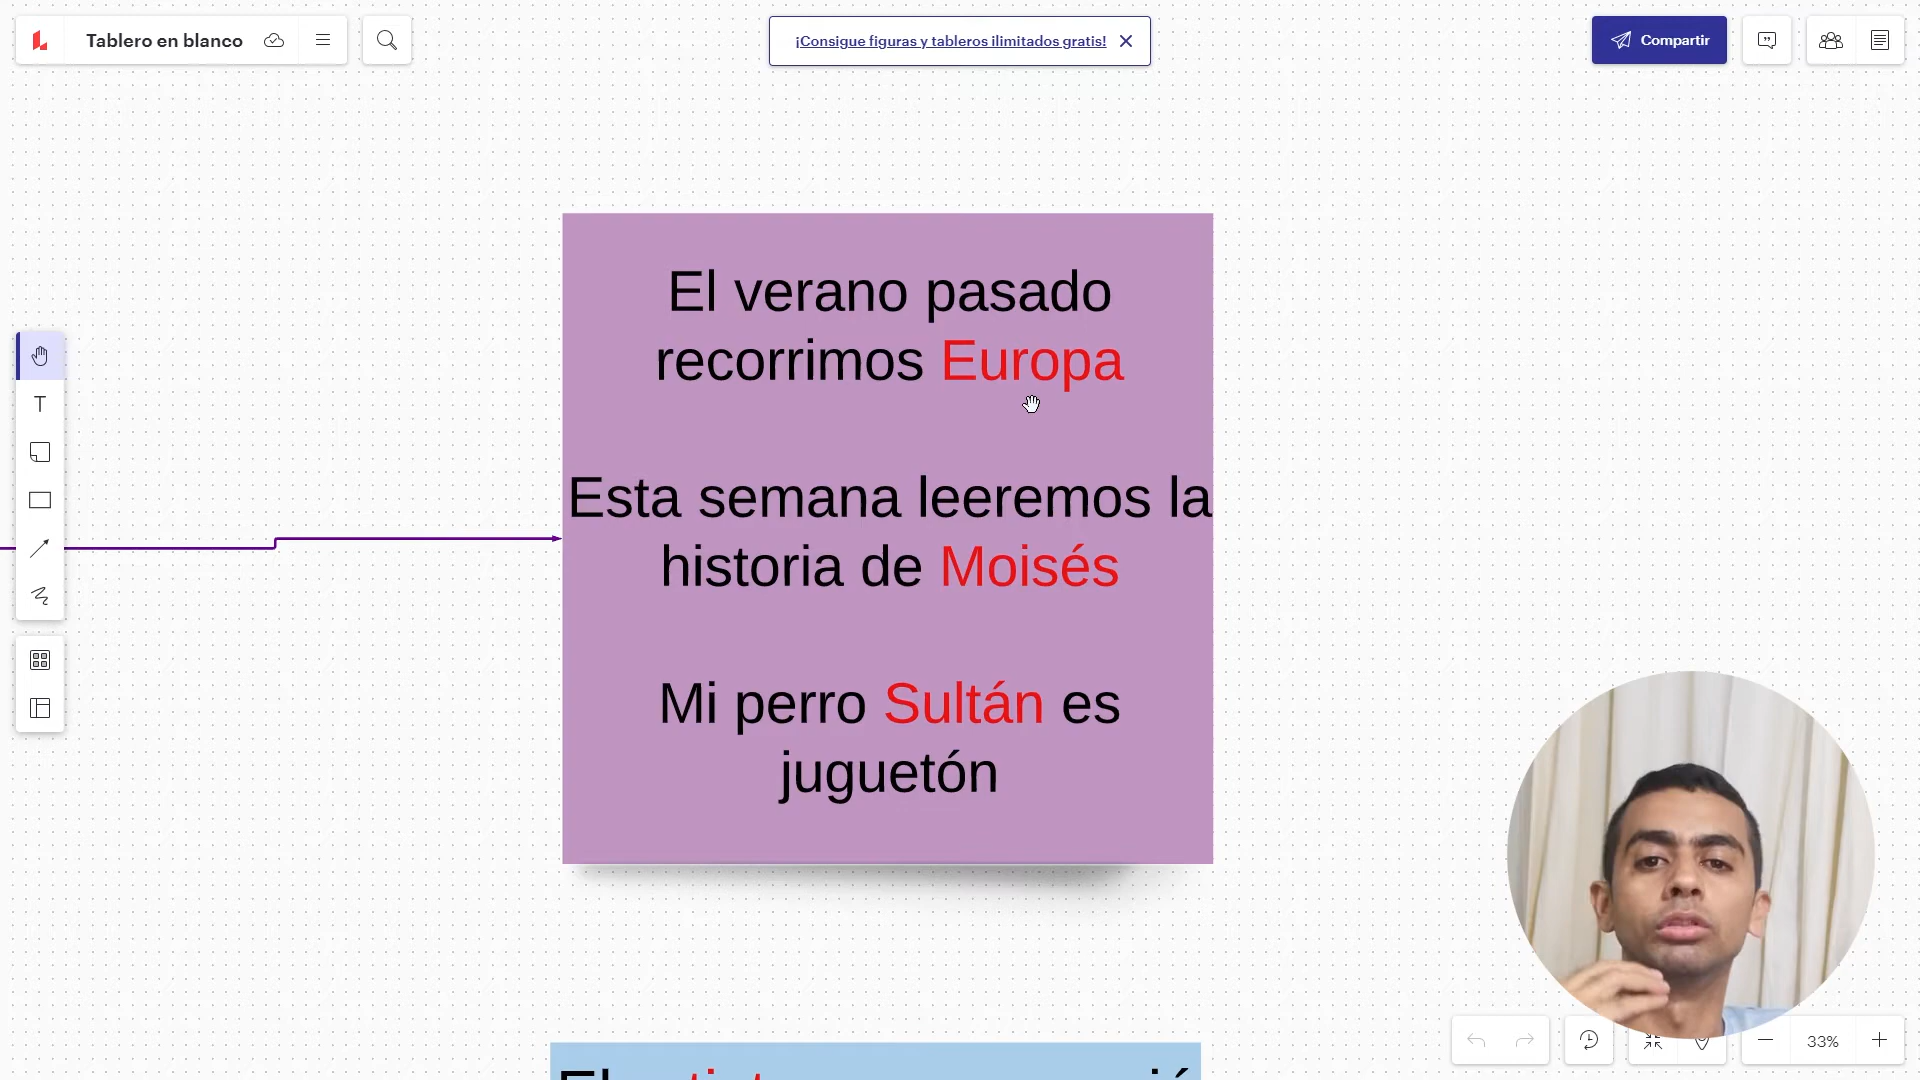 Tablero en blanco
¡Consigue figuras y tableros ilimitados gratis!
Compartir
El verano pasado
recorrimos Europa
Esta semana leeremos la
historia de Moisés
Mi perro Sultán es
juguetón
T
33%
El